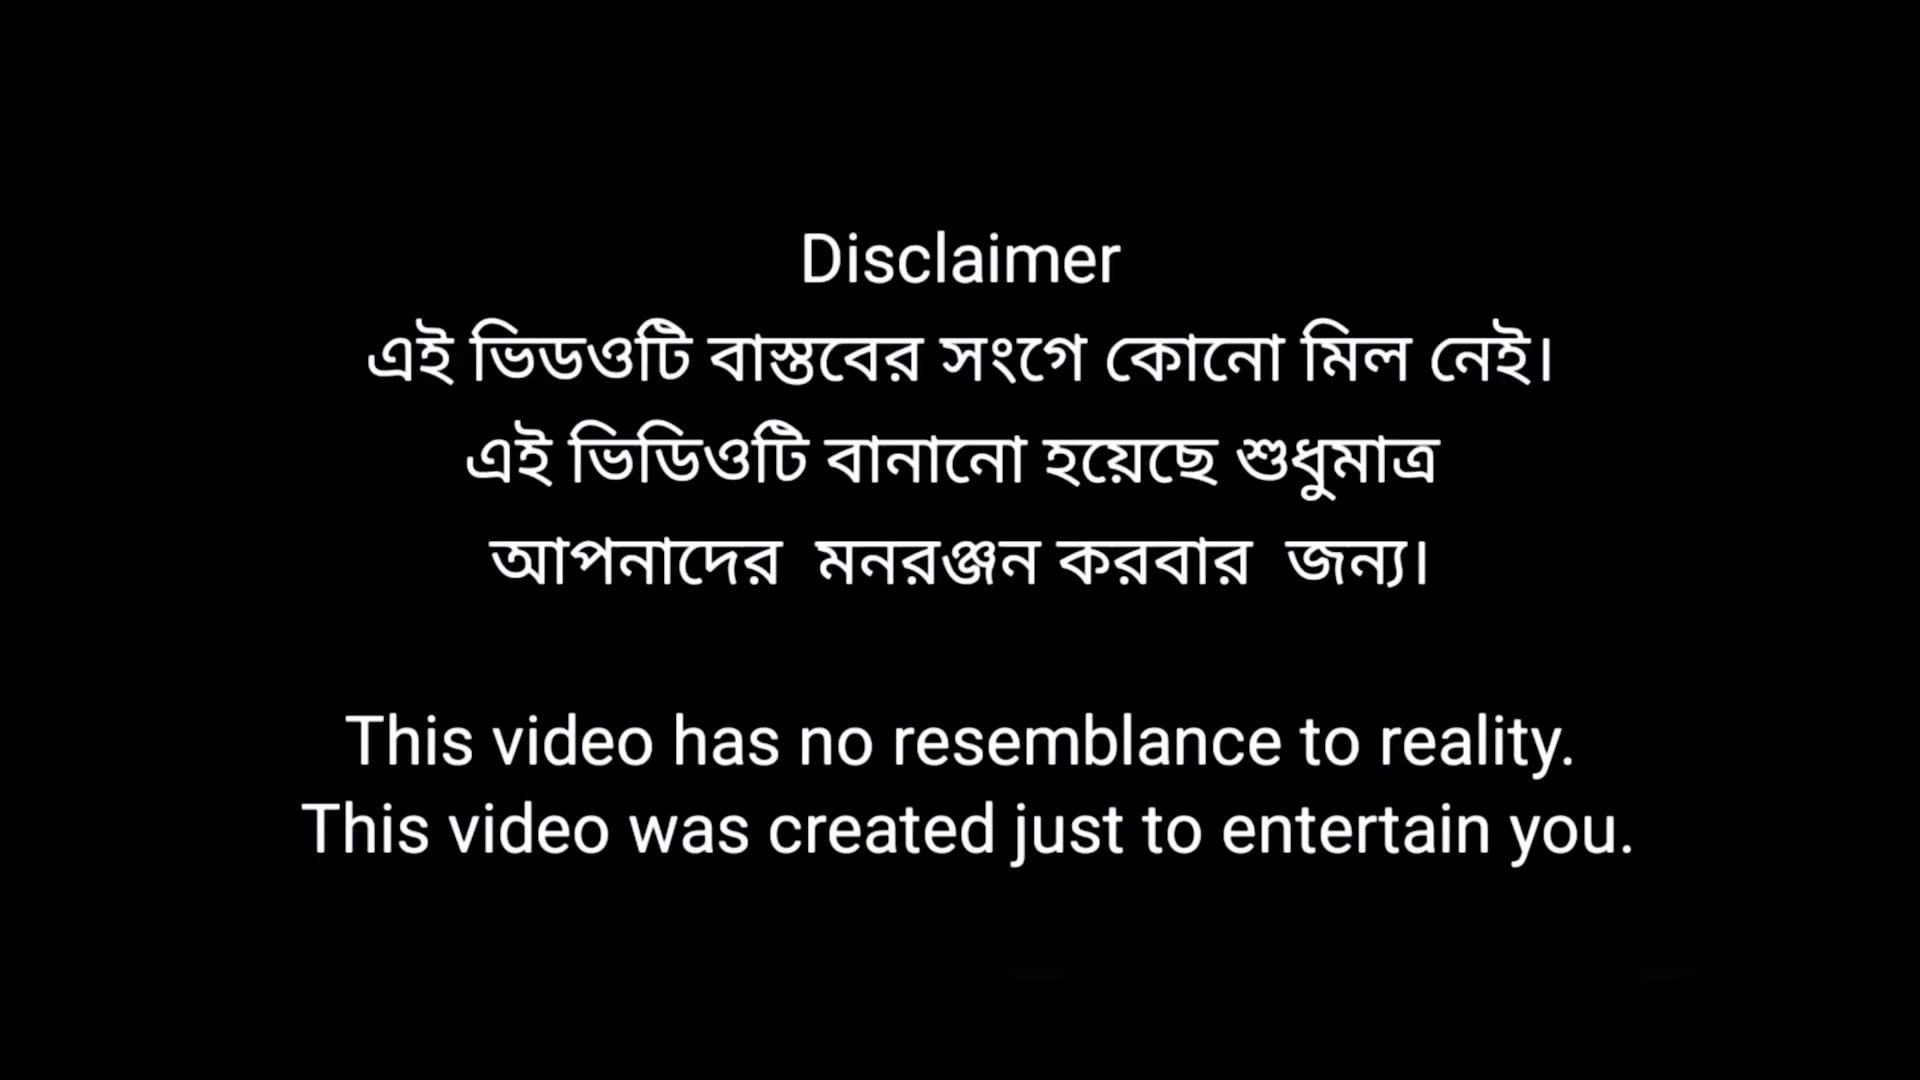 Disclaimer
এই ভিডওটি বাস্তবের সংগে কোনো মিল নেই।
এই ভিডিওটি বানানো হয়েছে শুধুমাত্র
আপনাদের মনরঞ্জন করবার জন্য।
This video has no resemblance to reality.
This video was created just to entertain you.